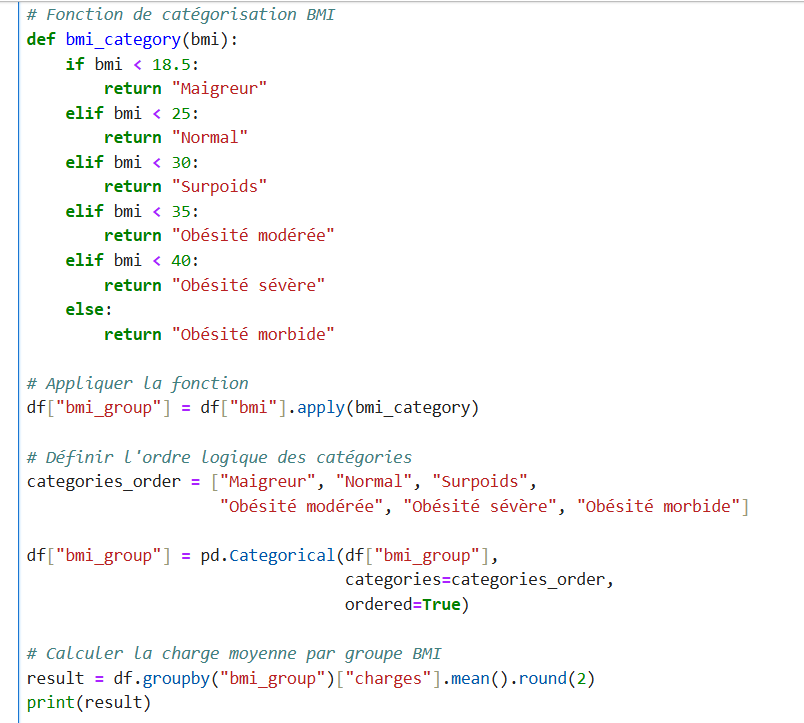 # Fonction de catégorisation BMI
def bmi_category(bmi):
    if bmi < 18.5:
        return "Maigreur"
    elif bmi < 25:
        return "Normal"
    elif bmi < 30:
        return "Surpoids"
    elif bmi < 35:
        return "Obésité modérée"
    elif bmi < 40:
        return "Obésité sévère"
    else:
        return "Obésité morbide"

# Appliquer la fonction
df["bmi_group"] = df["bmi"].apply(bmi_category)

# Définir l'ordre logique des catégories
categories_order = ["Maigreur", "Normal", "Surpoids",
                    "Obésité modérée", "Obésité sévère", "Obésité morbide"]

df["bmi_group"] = pd.Categorical(df["bmi_group"],
                                 categories=categories_order,
                                 ordered=True)

# Calculer la charge moyenne par groupe BMI
result = df.groupby("bmi_group")["charges"].mean().round(2)
print(result)